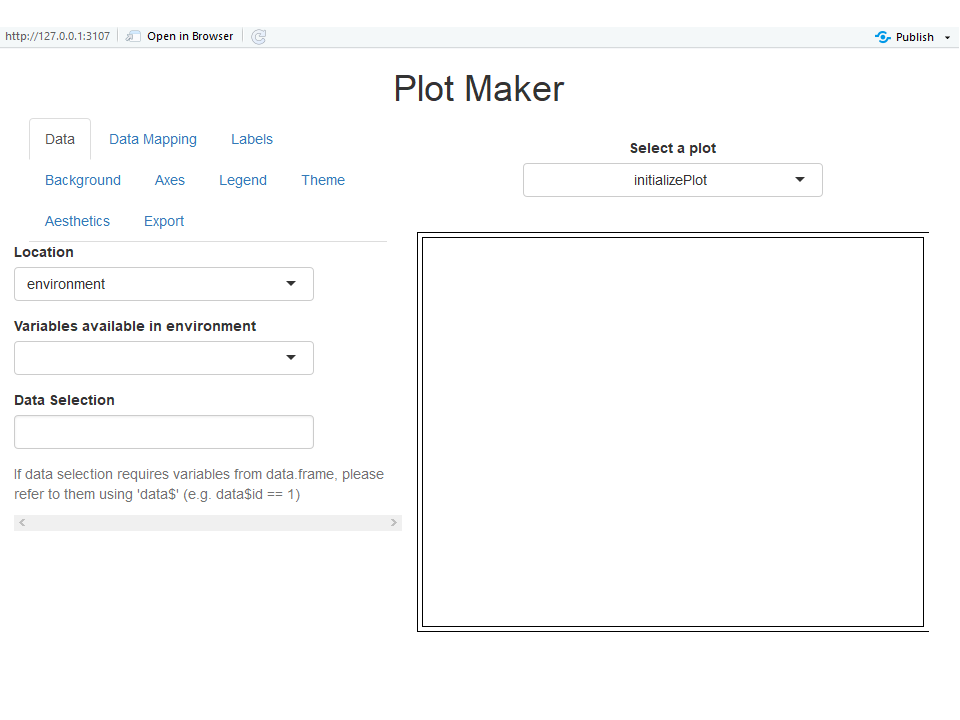 http://127.0.0.1:3107 Open in Browser Publish
Plot Maker
Data Data Mapping Labels
Background Axes Legend Theme
Aesthetics Export
Location
environment
Variables available in environment
Data Selection
If data selection requires variables from data.frame, please
refer to them using 'data$' (e.g. data$id == 1)
Select a plot
initializePlot